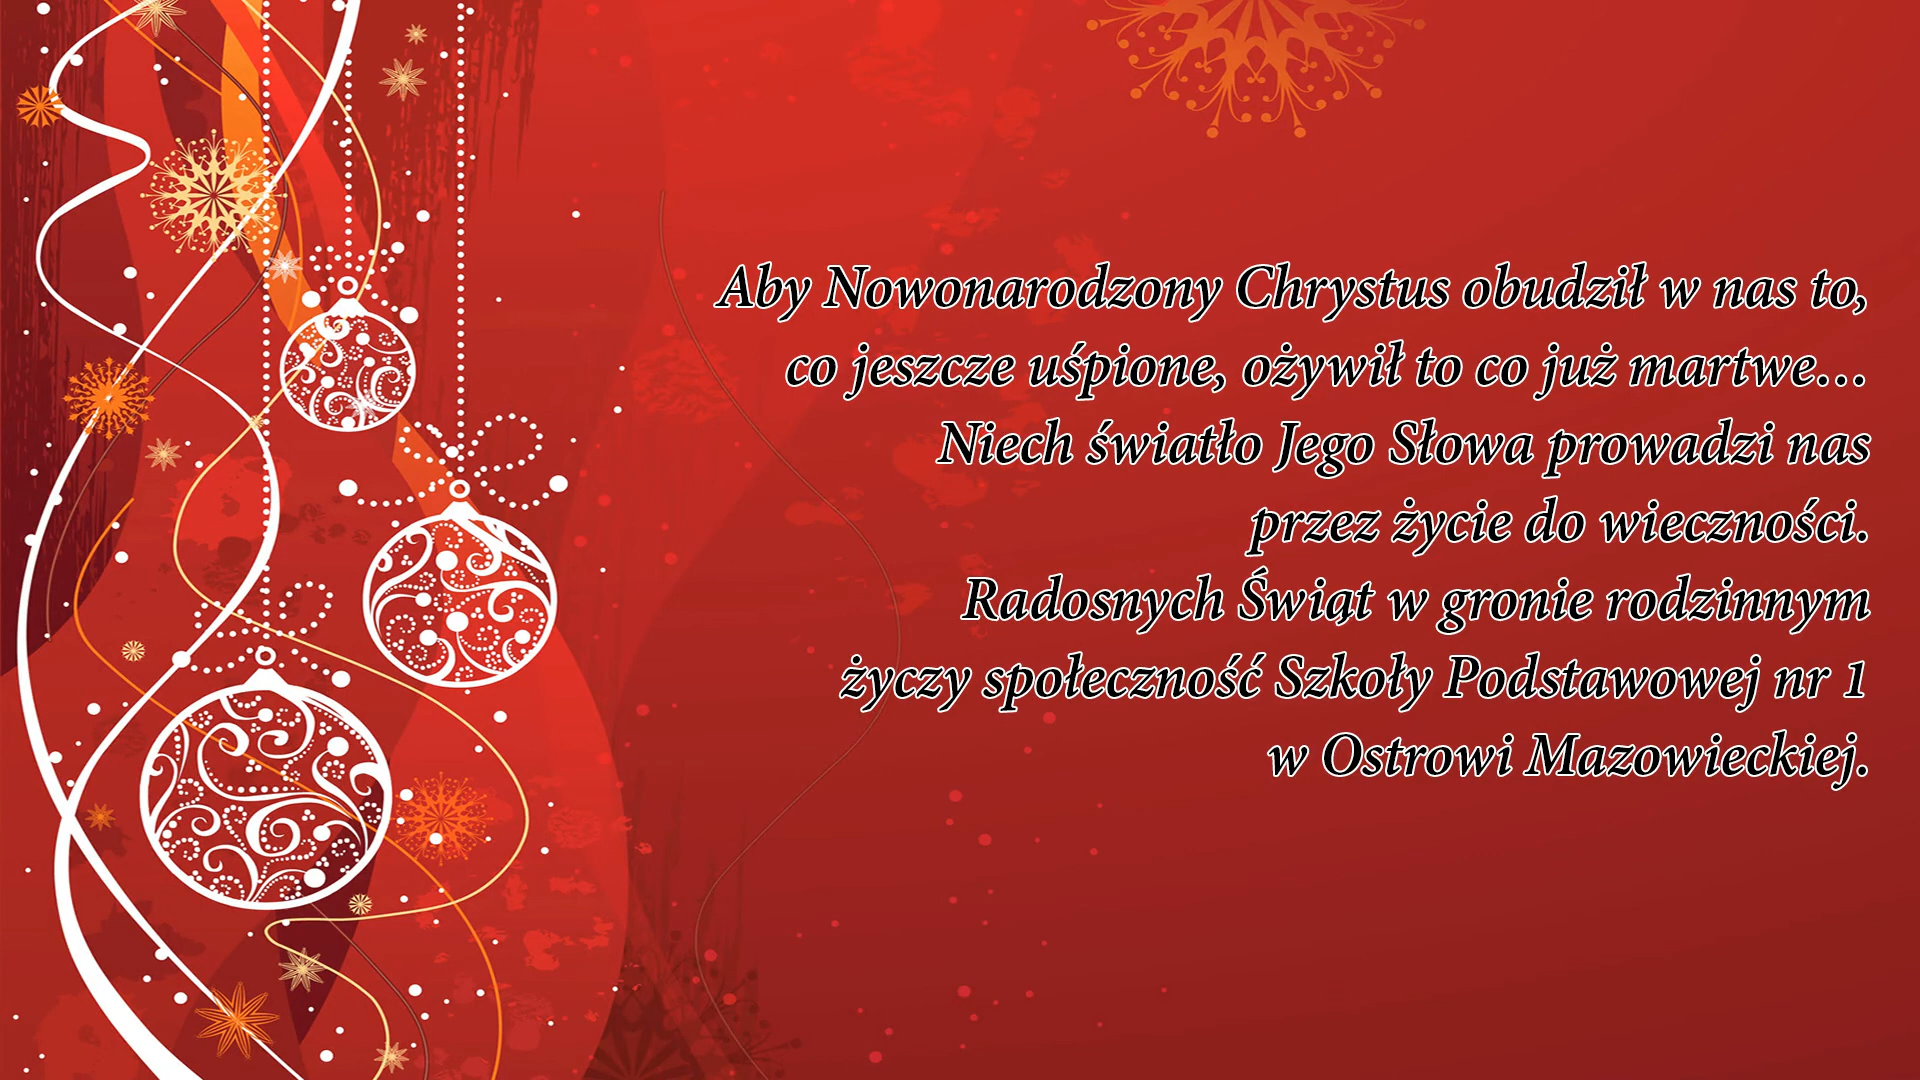 Aby Nowonarodzony Chrystus obudził w nas to,
co jeszcze uśpione, ożywił to co już martwe...
Niech światło Jego Słowa prowadzi nas
przez życie do wieczności.
Radosnych Świąt w gronie rodzinnym
życzy społeczność Szkoły Podstawowej nr 1
w Ostrowi Mazowieckiej.